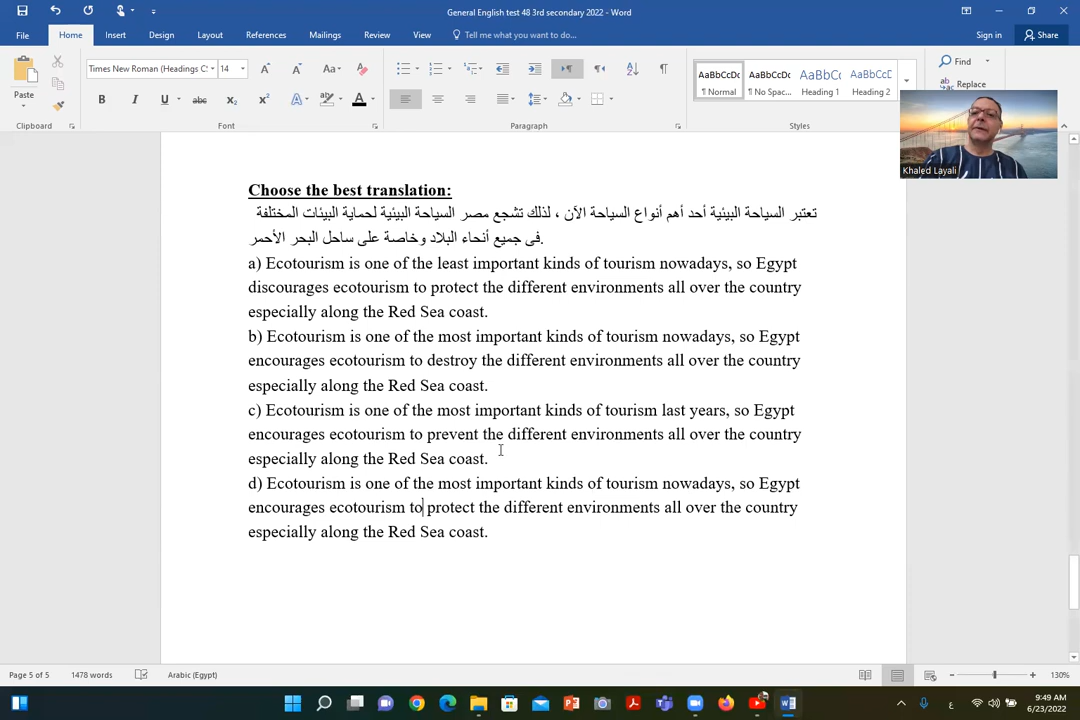 General English test 48 3rd secondary 2022 - Word
File Home Insert Design Layout References Mailings Review View Tell me what you want to do... Sign in Share
Times New Roman (Headings C 14 Aa
Paste
B I U abc x₂ x² A A
AaBbCcDc AaBbCcDc AaBbCc AaBbCcD
¶ Normal ¶ No Spac... Heading 1 Heading 2
Find
Replace
Clipboard Font Paragraph Styles
Khaled Layali
Choose the best translation:
تعتبر السياحة البيئية أحد أهم أنواع السياحة الآن ، لذلك تشجع مصر السياحة البيئية لحماية البيئات المختلفة
فى جميع أنحاء البلاد وخاصة على ساحل البحر الأحمر.
a) Ecotourism is one of the least important kinds of tourism nowadays, so Egypt
discourages ecotourism to protect the different environments all over the country
especially along the Red Sea coast.
b) Ecotourism is one of the most important kinds of tourism nowadays, so Egypt
encourages ecotourism to destroy the different environments all over the country
especially along the Red Sea coast.
c) Ecotourism is one of the most important kinds of tourism last years, so Egypt
encourages ecotourism to prevent the different environments all over the country
especially along the Red Sea coast.
d) Ecotourism is one of the most important kinds of tourism nowadays, so Egypt
encourages ecotourism to protect the different environments all over the country
especially along the Red Sea coast.
Page 5 of 5 1478 words Arabic (Egypt) 130%
ع 9:49 AM
6/23/2022